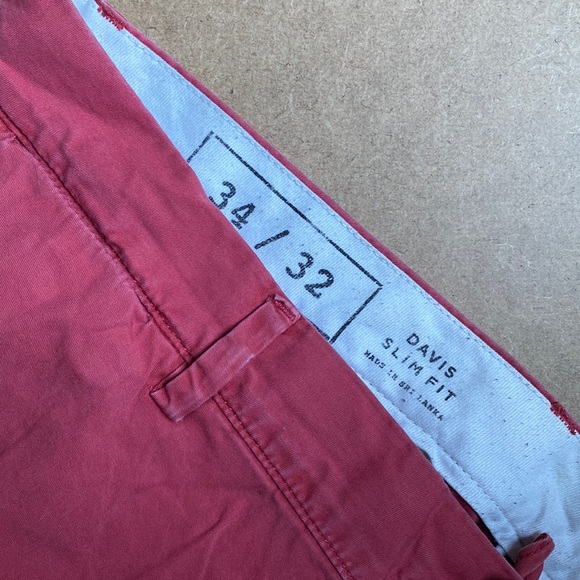 34/32
DAVIS
SLIM FIT
MADE IN SRI LANKA